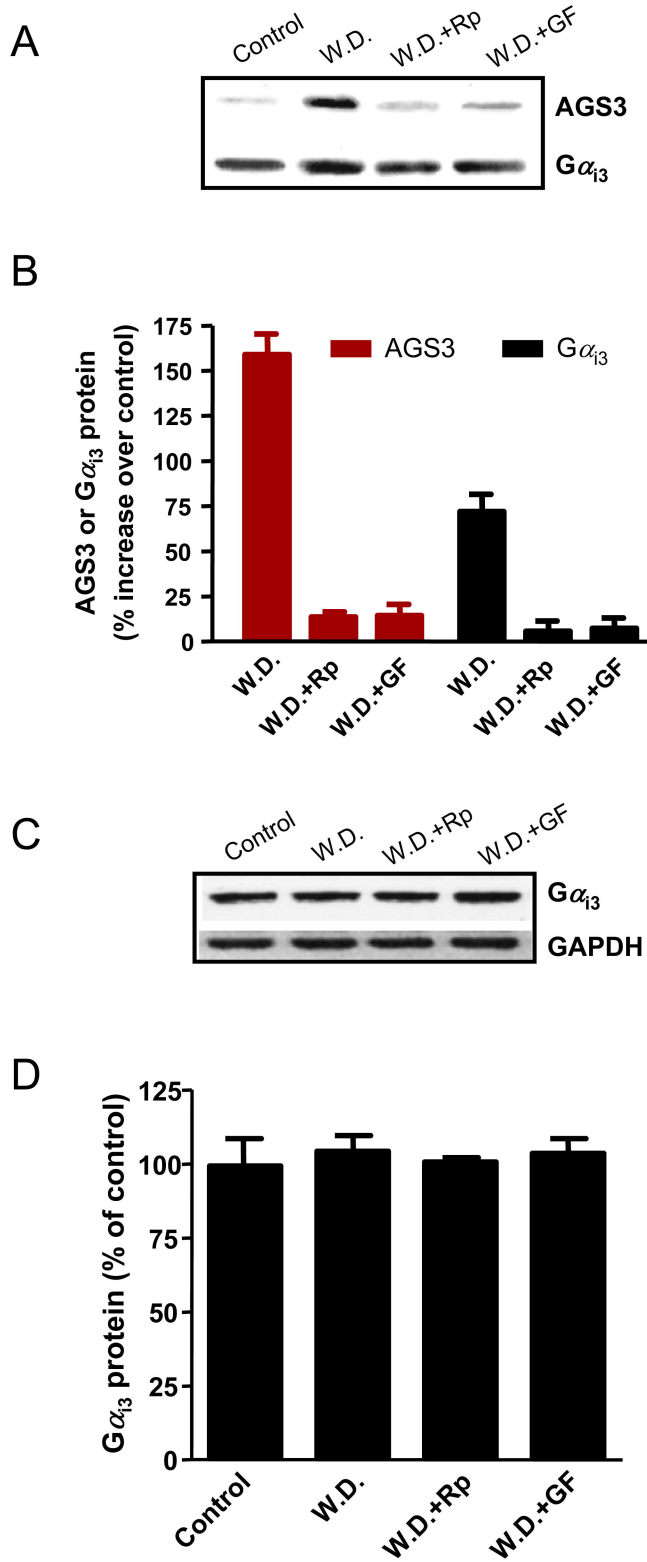 A
Control W.D. W.D.+Rp W.D.+GF
AGS3
Gαi3
B
AGS3 or Gαi3 protein
(% increase over control)
175
150
125
100
75
50
25
0
AGS3 Gαi3
W.D. W.D.+Rp W.D.+GF W.D. W.D.+Rp W.D.+GF
C
Control W.D. W.D.+Rp W.D.+GF
Gαi3
GAPDH
D
Gαi3 protein (% of control)
125
100
75
50
25
0
Control W.D. W.D.+Rp W.D.+GF